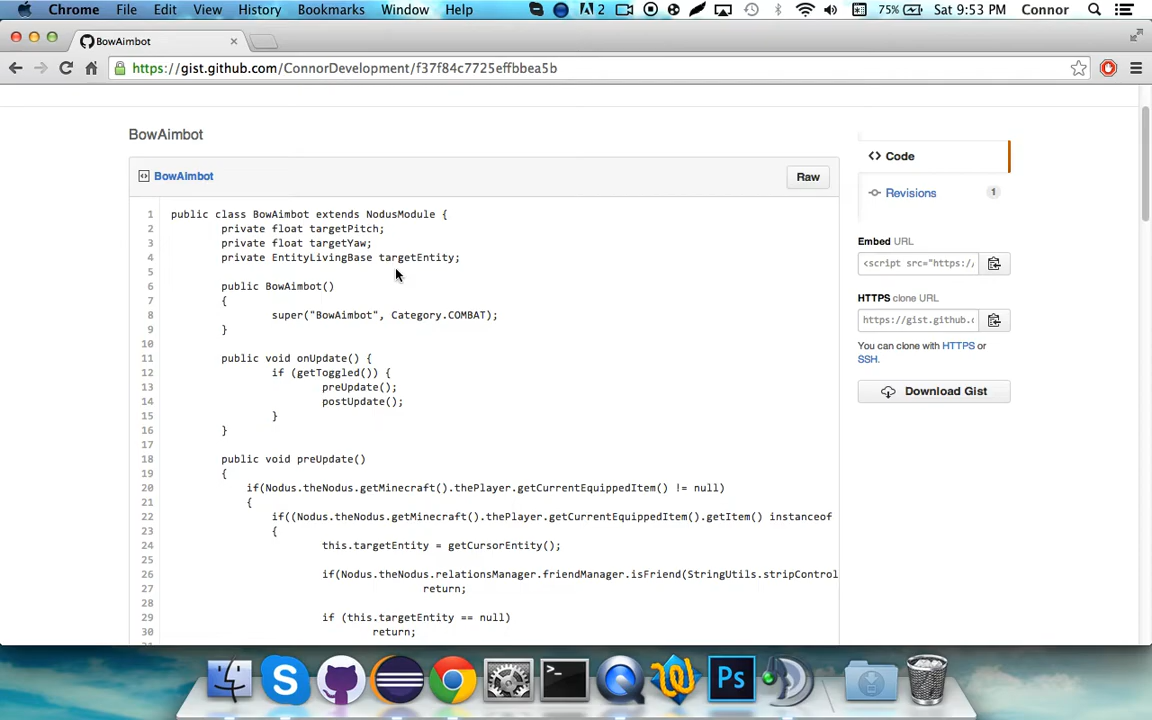 Chrome File Edit View History Bookmarks Window Help 2 75% Sat 9:53 PM Connor
BowAimbot
https://gist.github.com/ConnorDevelopment/f37f84c7725effbbea5b
BowAimbot
BowAimbot
Raw
1 public class BowAimbot extends NodusModule {
2 private float targetPitch;
3 private float targetYaw;
4 private EntityLivingBase targetEntity;
5
6 public BowAimbot()
7 {
8 super("BowAimbot", Category.COMBAT);
9 }
10
11 public void onUpdate() {
12 if (getToggled()) {
13 preUpdate();
14 postUpdate();
15 }
16 }
17
18 public void preUpdate()
19 {
20 if(Nodus.theNodus.getMinecraft().thePlayer.getCurrentEquippedItem() != null)
21 {
22 if((Nodus.theNodus.getMinecraft().thePlayer.getCurrentEquippedItem().getItem() instanceof
23 {
24 this.targetEntity = getCursorEntity();
25
26 if(Nodus.theNodus.relationsManager.friendManager.isFriend(StringUtils.stripControl
27 return;
28
29 if (this.targetEntity == null)
30 return;
Code
Revisions 1
Embed URL
<script src="https:/
HTTPS clone URL
https://gist.github.c
You can clone with HTTPS or
SSH.
Download Gist
Ps